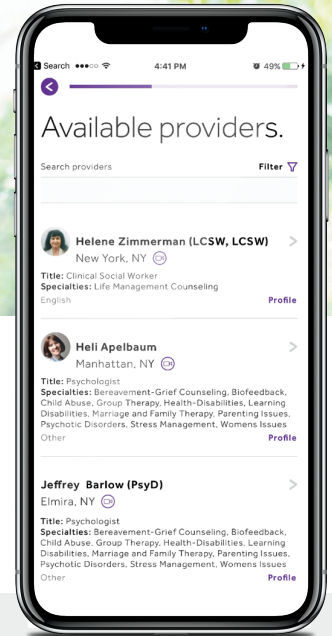 Search
4:41 PM
49%
Available providers.
Search providers
Filter
Helene Zimmerman (LCSW, LCSW)
New York, NY
Title: Clinical Social Worker
Specialties: Life Management Counseling
English
Profile
Heli Apelbaum
Manhattan, NY
Title: Psychologist
Specialties: Bereavement-Grief Counseling, Biofeedback,
Child Abuse, Group Therapy, Health-Disabilities, Learning
Disabilities, Marriage and Family Therapy, Parenting Issues,
Psychotic Disorders, Stress Management, Womens Issues
Other
Profile
Jeffrey Barlow (PsyD)
Elmira, NY
Title: Psychologist
Specialties: Bereavement-Grief Counseling, Biofeedback,
Child Abuse, Group Therapy, Health-Disabilities, Learning
Disabilities, Marriage and Family Therapy, Parenting Issues,
Psychotic Disorders, Stress Management, Womens Issues
Other
Profile